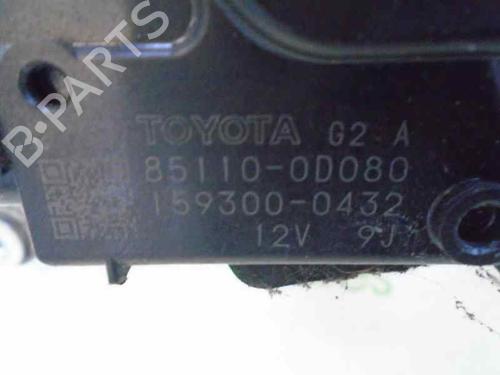 TOYOTA G2 A
85110-0D080
159300-0432
12V 9J
B-PARTS